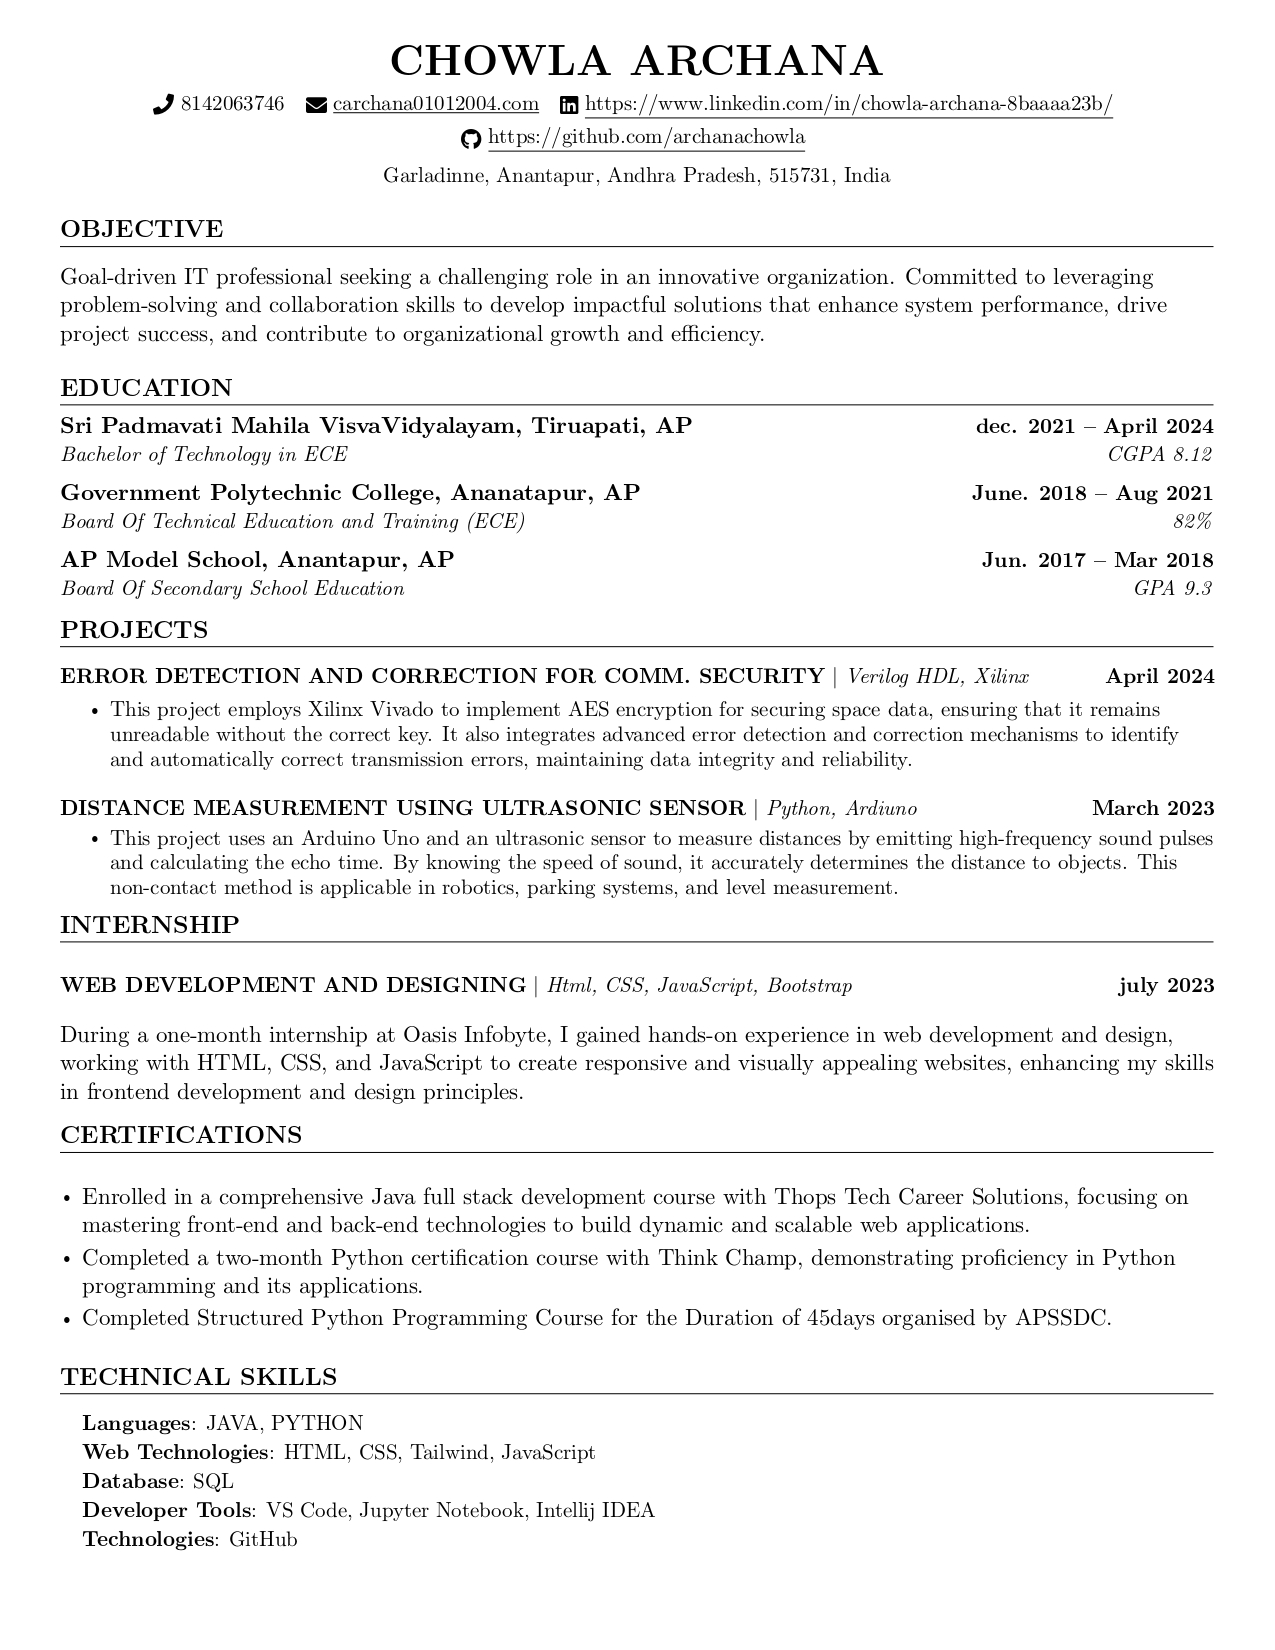 CHOWLA ARCHANA
8142063746 carchana01012004.com https://www.linkedin.com/in/chowla-archana-8baaaa23b/
https://github.com/archanachowla
Garladinne, Anantapur, Andhra Pradesh, 515731, India
OBJECTIVE
Goal-driven IT professional seeking a challenging role in an innovative organization. Committed to leveraging
problem-solving and collaboration skills to develop impactful solutions that enhance system performance, drive
project success, and contribute to organizational growth and efficiency.
EDUCATION
Sri Padmavati Mahila VisvaVidyalayam, Tiruapati, AP dec. 2021 – April 2024
Bachelor of Technology in ECE CGPA 8.12
Government Polytechnic College, Ananatapur, AP June. 2018 – Aug 2021
Board Of Technical Education and Training (ECE) 82%
AP Model School, Anantapur, AP Jun. 2017 – Mar 2018
Board Of Secondary School Education GPA 9.3
PROJECTS
ERROR DETECTION AND CORRECTION FOR COMM. SECURITY | Verilog HDL, Xilinx April 2024
• This project employs Xilinx Vivado to implement AES encryption for securing space data, ensuring that it remains
unreadable without the correct key. It also integrates advanced error detection and correction mechanisms to identify
and automatically correct transmission errors, maintaining data integrity and reliability.
DISTANCE MEASUREMENT USING ULTRASONIC SENSOR | Python, Ardiuno March 2023
• This project uses an Arduino Uno and an ultrasonic sensor to measure distances by emitting high-frequency sound pulses
and calculating the echo time. By knowing the speed of sound, it accurately determines the distance to objects. This
non-contact method is applicable in robotics, parking systems, and level measurement.
INTERNSHIP
WEB DEVELOPMENT AND DESIGNING | Html, CSS, JavaScript, Bootstrap july 2023
During a one-month internship at Oasis Infobyte, I gained hands-on experience in web development and design,
working with HTML, CSS, and JavaScript to create responsive and visually appealing websites, enhancing my skills
in frontend development and design principles.
CERTIFICATIONS
• Enrolled in a comprehensive Java full stack development course with Thops Tech Career Solutions, focusing on
mastering front-end and back-end technologies to build dynamic and scalable web applications.
• Completed a two-month Python certification course with Think Champ, demonstrating proficiency in Python
programming and its applications.
• Completed Structured Python Programming Course for the Duration of 45days organised by APSSDC.
TECHNICAL SKILLS
Languages: JAVA, PYTHON
Web Technologies: HTML, CSS, Tailwind, JavaScript
Database: SQL
Developer Tools: VS Code, Jupyter Notebook, Intellij IDEA
Technologies: GitHub